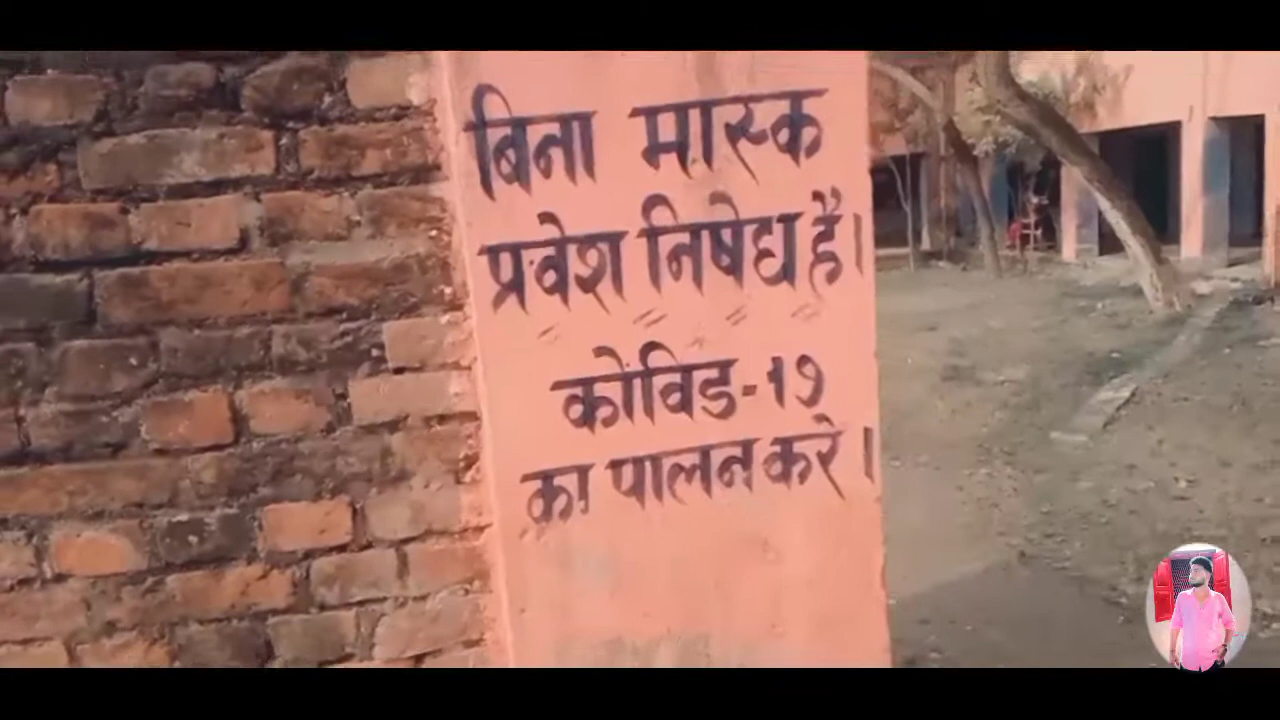 बिना मास्क
प्रवेश निषेध है।
कोविड-19
का पालन करे।